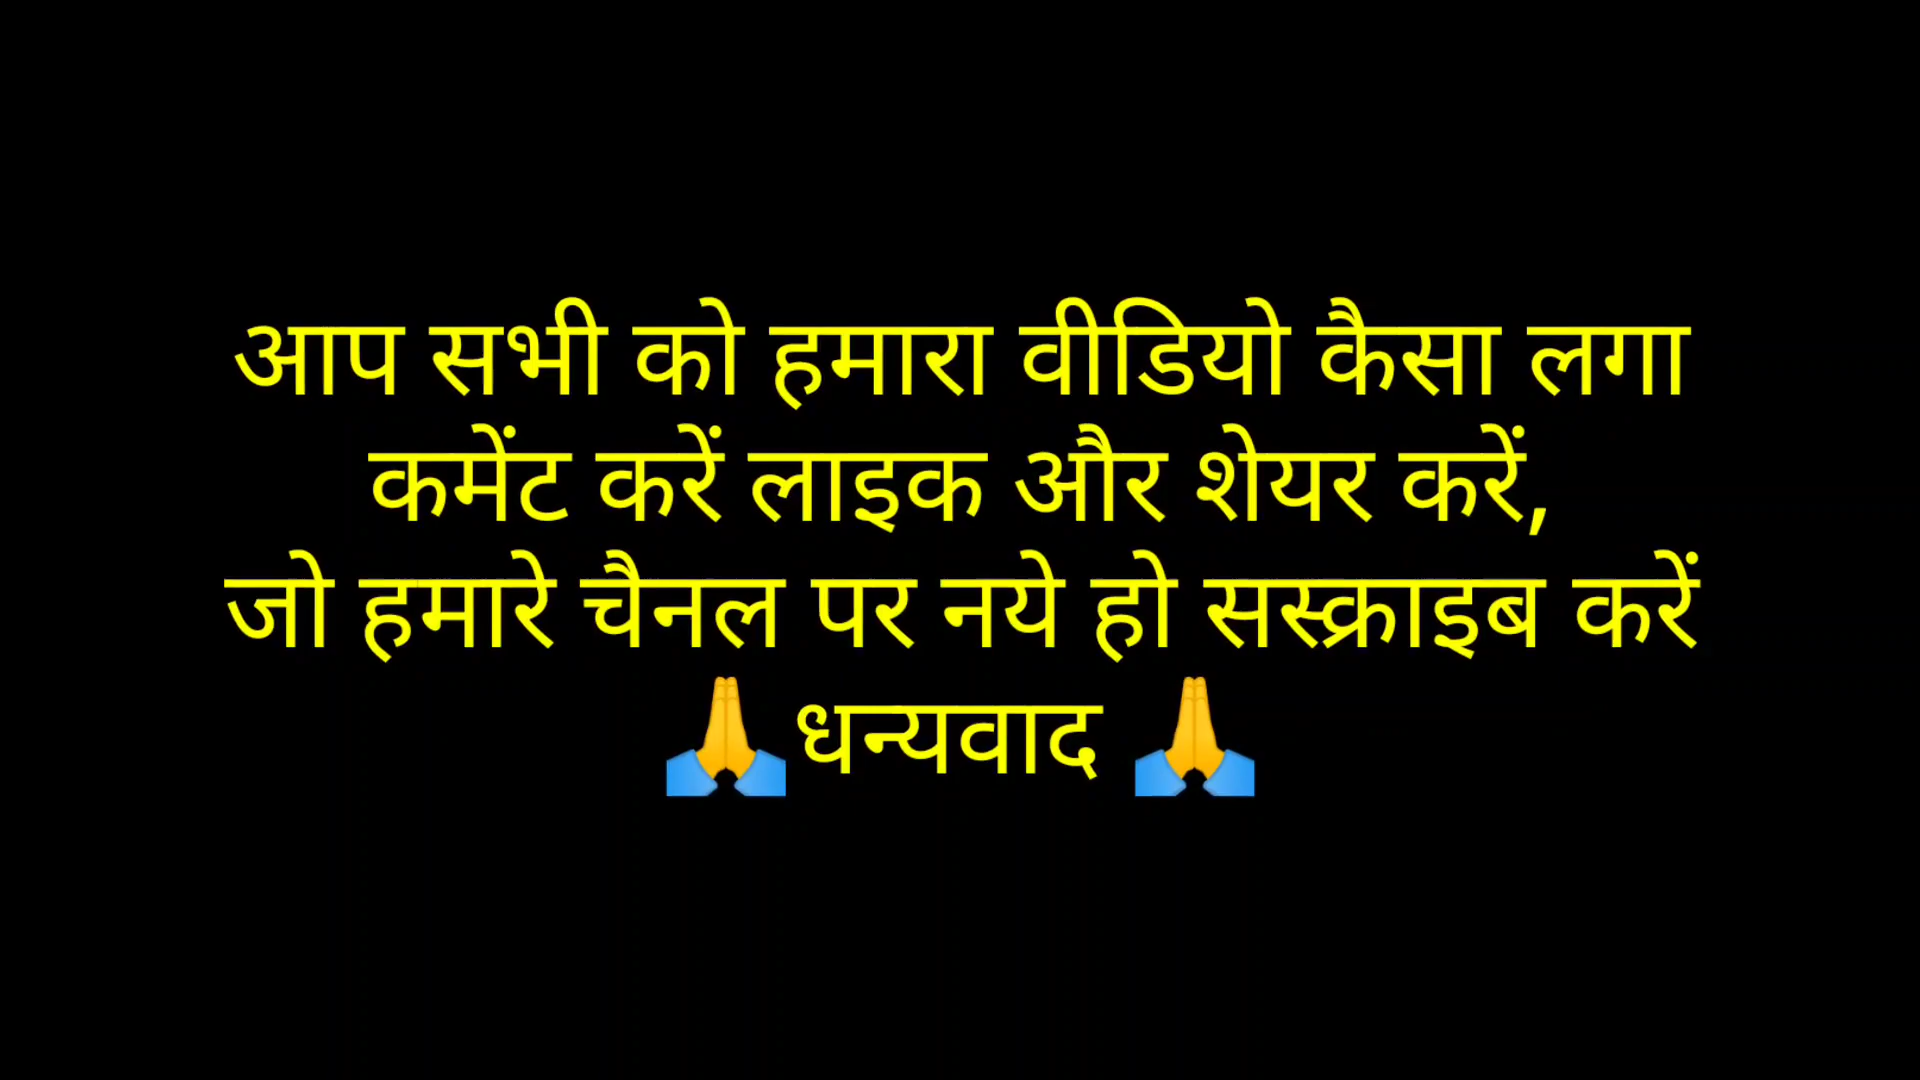 आप सभी को हमारा वीडियो कैसा लगा
कमेंट करें लाइक और शेयर करें,
जो हमारे चैनल पर नये हो सस्क्राइब करें
🙏धन्यवाद 🙏